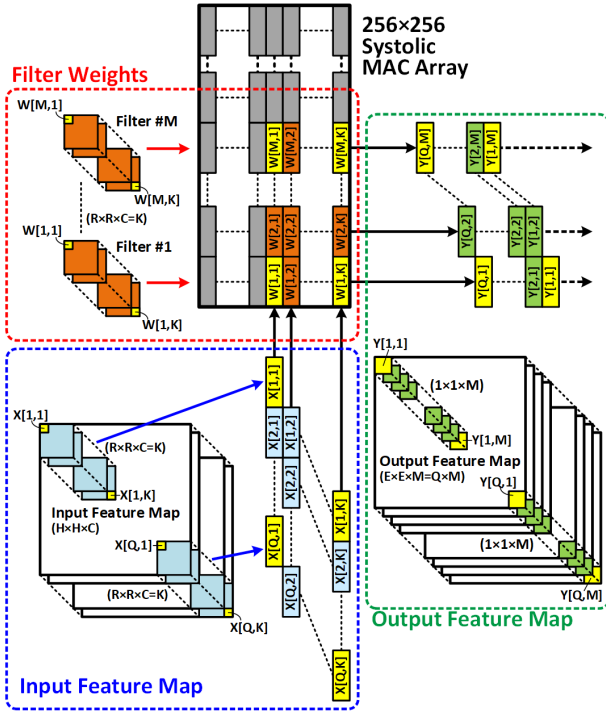 256×256
Systolic
MAC Array
Filter Weights
W[M,1]
Filter #M
W[M,K]
(R×R×C=K)
W[1,1]
Filter #1
W[1,K]
W[M,1]
W[M,2]
W[M,K]
W[2,1]
W[2,2]
W[2,K]
W[1,1]
W[1,2]
W[1,K]
Y[Q,M]
Y[2,M]
Y[1,M]
Y[Q,2]
Y[2,2]
Y[1,2]
Y[Q,1]
Y[2,1]
Y[1,1]
X[1,1]
X[2,1]
X[1,2]
X[2,2]
X[Q,1]
X[Q,2]
X[1,K]
X[2,K]
X[Q,K]
X[1,1]
(R×R×C=K)
X[1,K]
Input Feature Map
(H×H×C)
X[Q,1]
(R×R×C=K)
X[Q,K]
Input Feature Map
Y[1,1]
(1×1×M)
Y[1,M]
Output Feature Map
(E×E×M=Q×M)
Y[Q,1]
(1×1×M)
Y[Q,M]
Output Feature Map